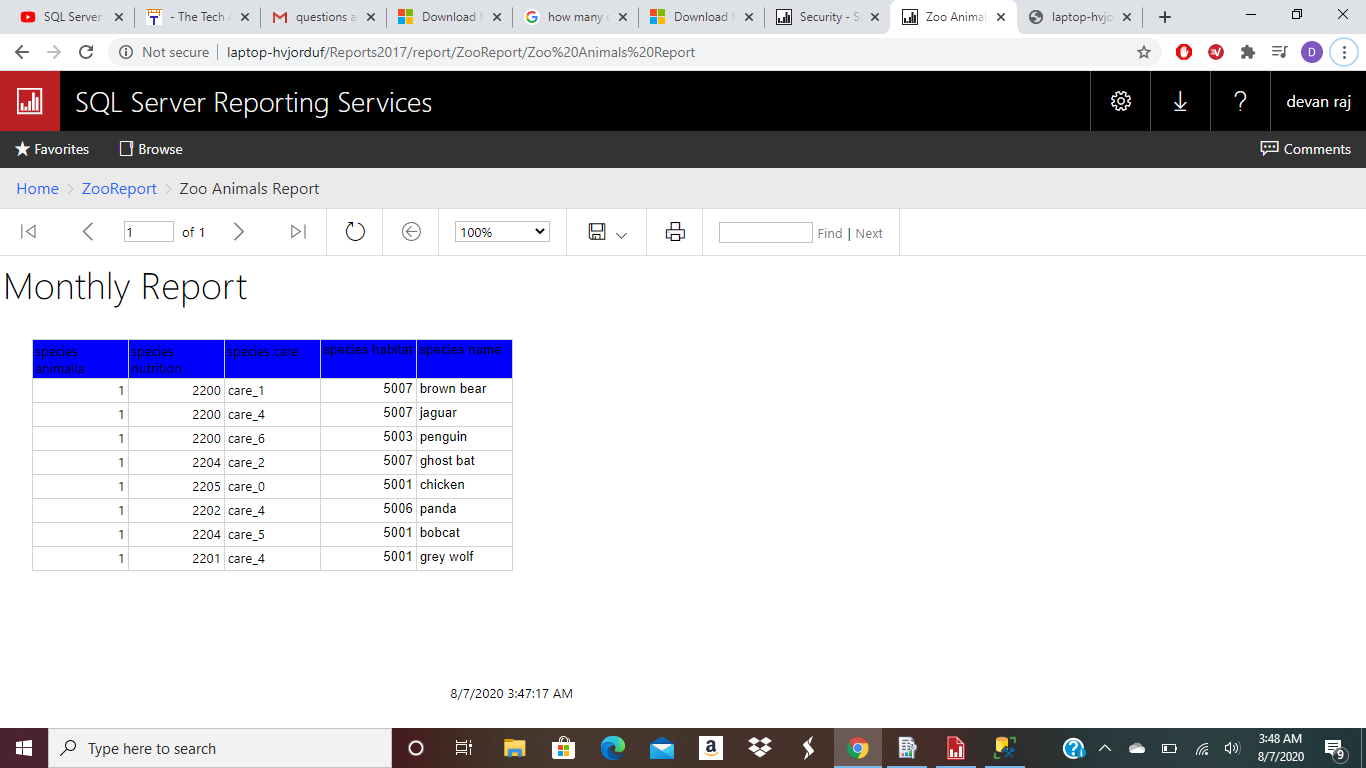 SQL Server
- The Tech
questions a
Download
how many
Download
Security - S
Zoo Animal
laptop-hvjo
Not secure | laptop-hvjorduf/Reports2017/report/ZooReport/Zoo%20Animals%20Report
D
SQL Server Reporting Services
?
devan raj
Favorites
Browse
Comments
Home > ZooReport > Zoo Animals Report
1 of 1
100%
Find | Next
Monthly Report
species animalia species nutrition species care species habitat species name
1 2200 care_1 5007 brown bear
1 2200 care_4 5007 jaguar
1 2200 care_6 5003 penguin
1 2204 care_2 5007 ghost bat
1 2205 care_0 5001 chicken
1 2202 care_4 5006 panda
1 2204 care_5 5001 bobcat
1 2201 care_4 5001 grey wolf
8/7/2020 3:47:17 AM
Type here to search
3:48 AM
8/7/2020
9